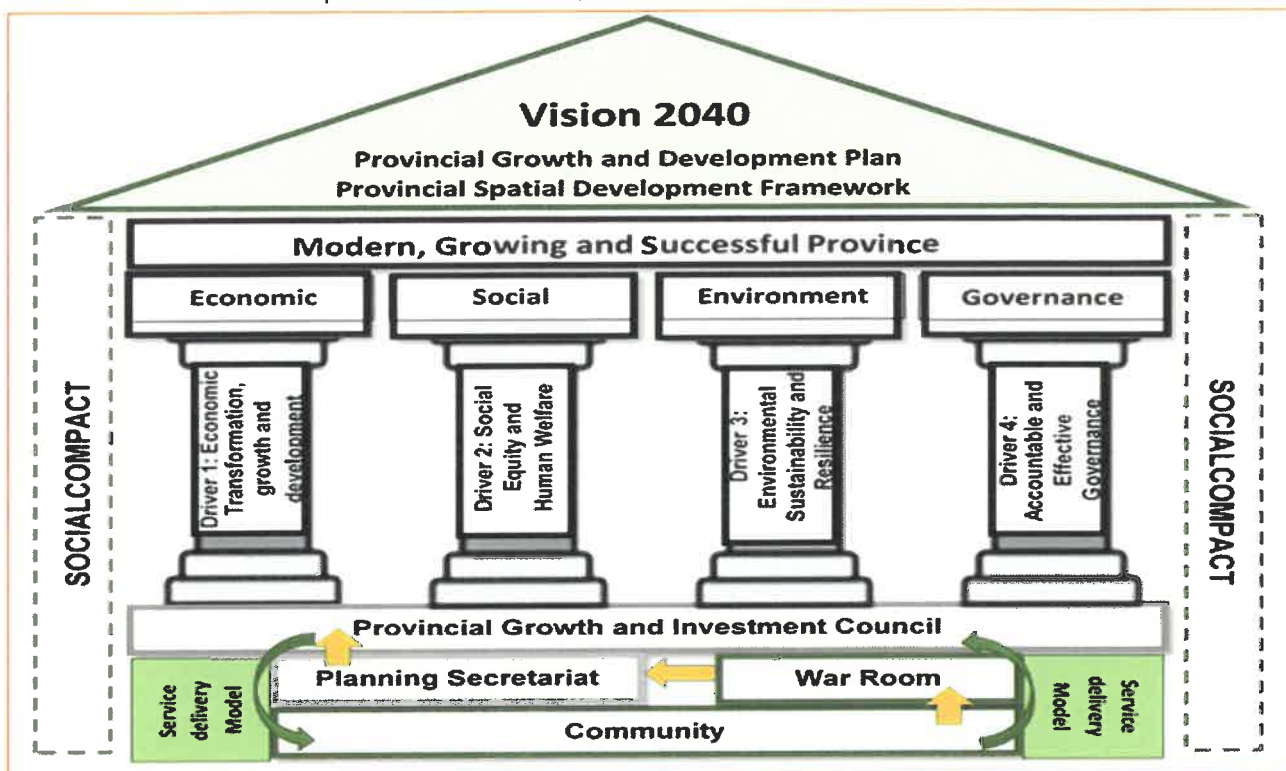 Vision 2040
Provincial Growth and Development Plan
Provincial Spatial Development Framework
Modern, Growing and Successful Province
Economic
Social
Environment
Governance
SOCIALCOMPACT
Driver 1: Economic
Transformation,
growth and
development
Driver 2: Social
Equity and
Human Welfare
Driver 3:
Environmental
Sustainability and
Resilience
Driver 4:
Accountable and
Effective
Governance
SOCIALCOMPACT
Provincial Growth and Investment Council
Service
delivery
Model
Planning Secretariat
War Room
Service
delivery
Model
Community